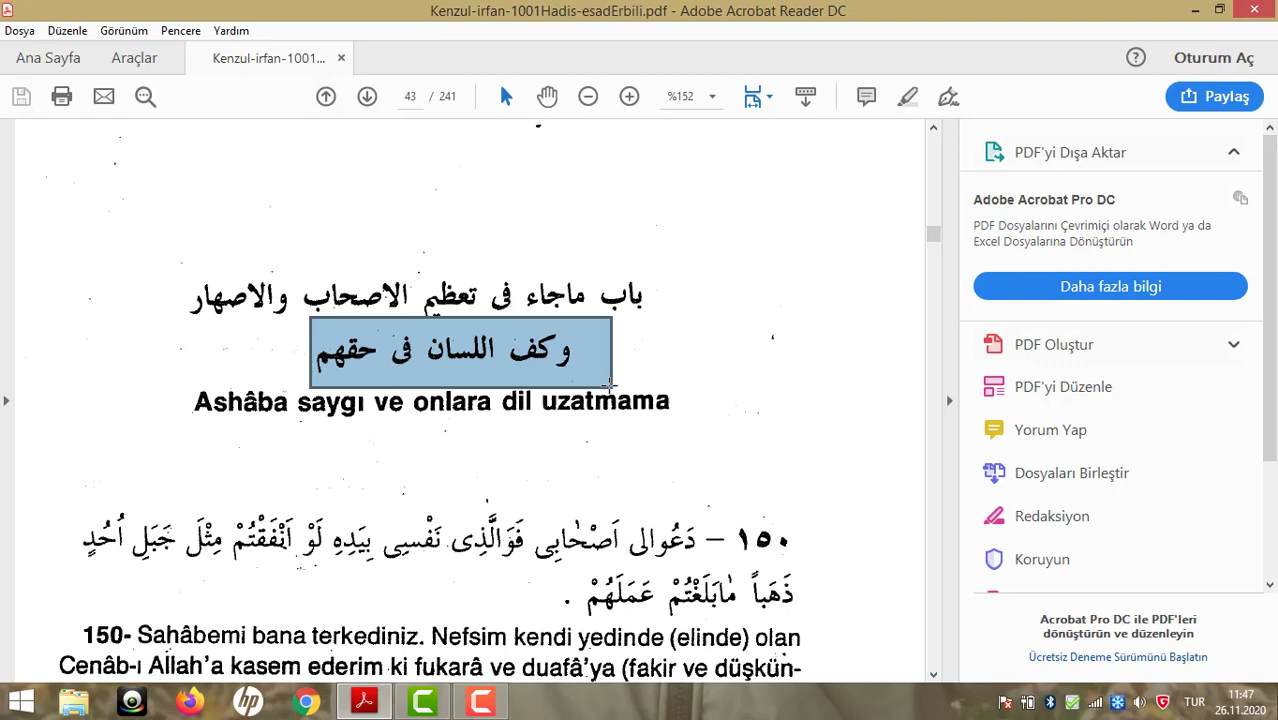 Kenzul-irfan-1001Hadis-esadErbili.pdf - Adobe Acrobat Reader DC
Dosya Düzenle Görünüm Pencere Yardım
Ana Sayfa Araçlar Kenzul-irfan-1001... × Oturum Aç
43 / 241 %152 Paylaş
باب ماجاء فى تعظيم الاصحاب والاصهار
وكف اللسان فى حقهم
Ashâba saygı ve onlara dil uzatmama
١٥٠ – دَعُوالى اَصْحٰابِى فَوَالَّذِى نَفْسِى بِيَدِهِ لَوْ اَنْفَقْتُمْ مِثْلَ جَبَلِ اُحُدٍ
ذَهَباً مٰابَلَغْتُمْ عَمَلَهُمْ .
150- Sahâbemi bana terkediniz. Nefsim kendi yedinde (elinde) olan
Cenâb-ı Allah'a kasem ederim ki fukarâ ve duafâ'ya (fakir ve düşkün-
PDF'yi Dışa Aktar
Adobe Acrobat Pro DC
PDF Dosyalarını Çevrimiçi olarak Word ya da
Excel Dosyalarına Dönüştürün
Daha fazla bilgi
PDF Oluştur
PDF'yi Düzenle
Yorum Yap
Dosyaları Birleştir
Redaksiyon
Koruyun
Acrobat Pro DC ile PDF'leri
dönüştürün ve düzenleyin
Ücretsiz Deneme Sürümünü Başlatın
TUR
11:47
26.11.2020